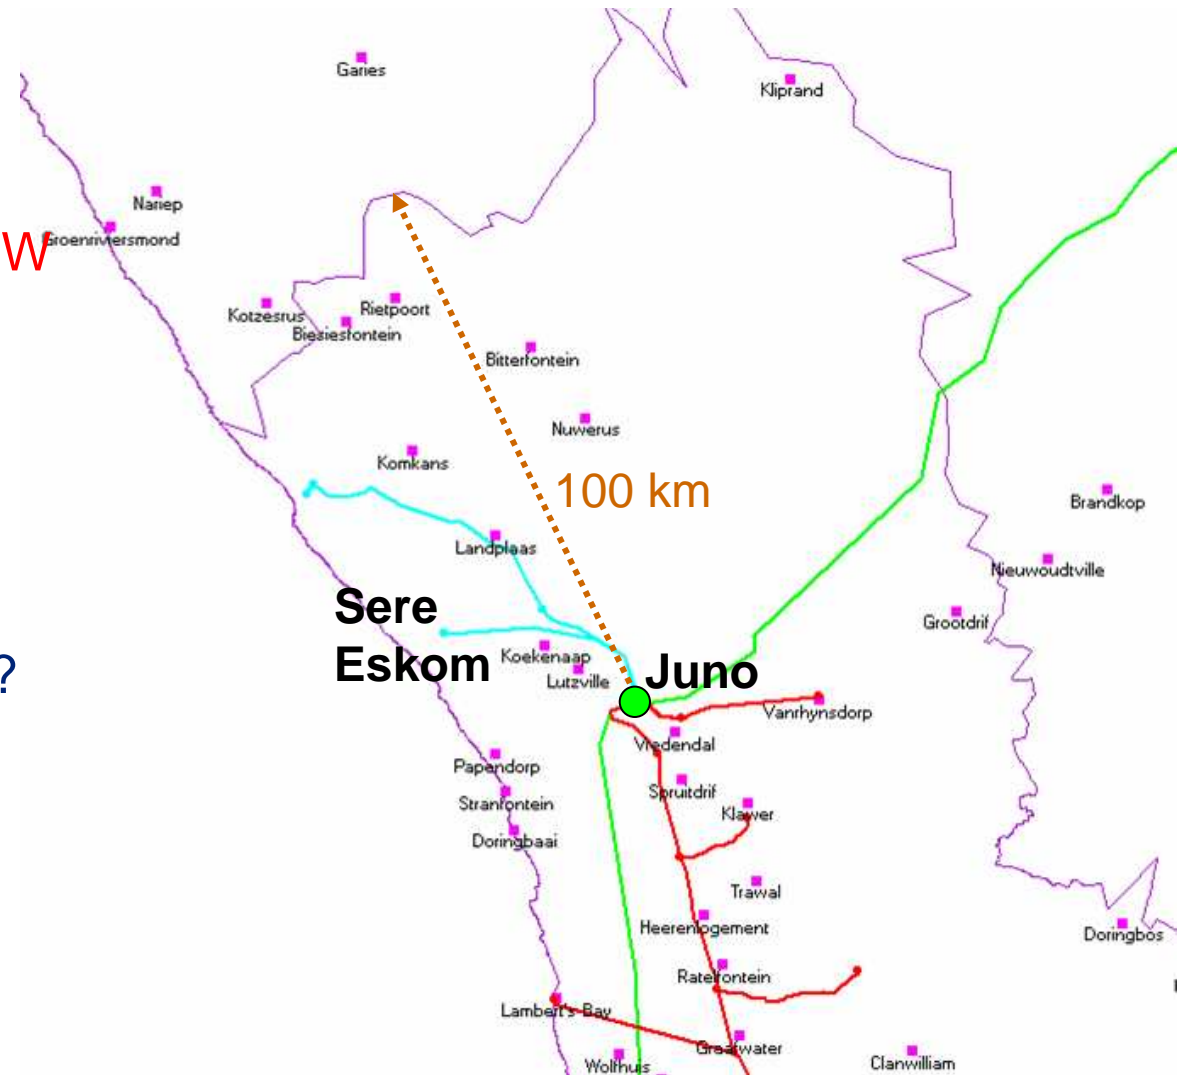 Garies
Kliprand
Nariep
Groenriviersmond
W
Kotzesrus
Rietpoort
Biesiesfontein
Bitterfontein
Nuwerus
Komkans
100 km
Brandkop
Landplaas
Nieuwoudtville
Sere
Eskom
Grootdrif
Koekenaap
?
Lutzville
Juno
Vanrhynsdorp
Vredendal
Papendorp
Spruitdrif
Stranfontein
Klawer
Doringbaai
Trawal
Heerenlogement
Doringbos
Ratelfontein
Lambert's Bay
Graafwater
Wolfhuis
Clanwilliam